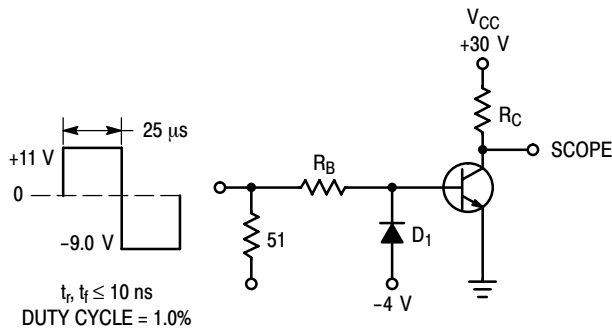 V_CC
+30 V
25 μs
R_C
+11 V
SCOPE
R_B
0
51
D₁
−9.0 V
−4 V
t_r, t_f ≤ 10 ns
DUTY CYCLE = 1.0%